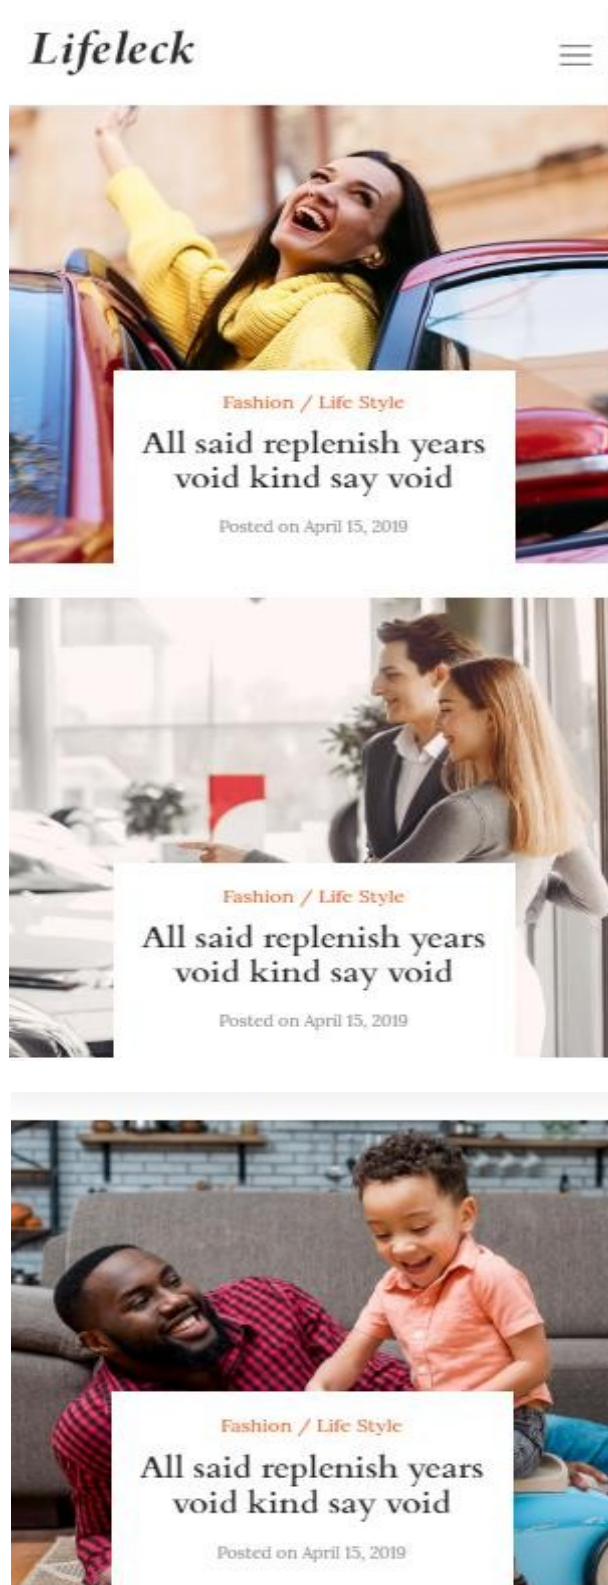 Lifeleck
Fashion / Life Style
All said replenish years
void kind say void
Posted on April 15, 2019
Fashion / Life Style
All said replenish years
void kind say void
Posted on April 15, 2019
Fashion / Life Style
All said replenish years
void kind say void
Posted on April 15, 2019